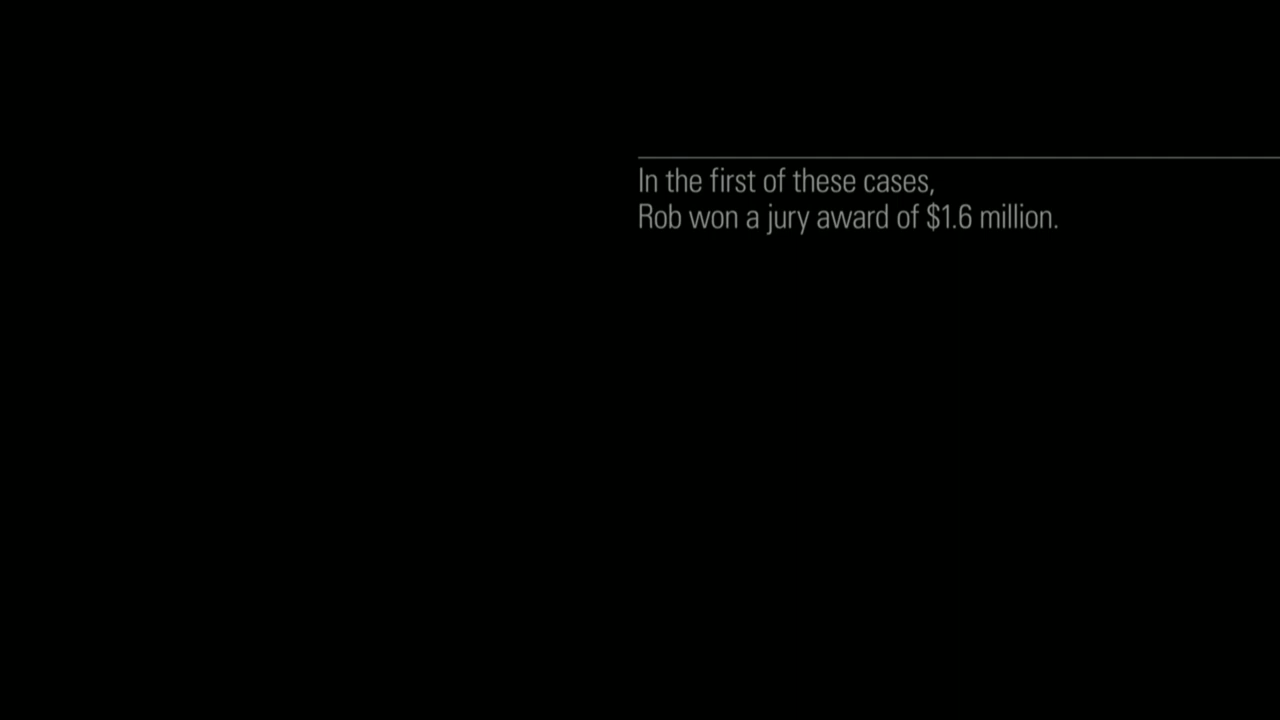 In the first of these cases,
Rob won a jury award of $1.6 million.